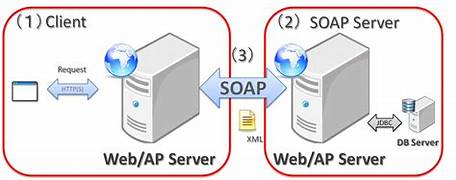 (1) Client
(2) SOAP Server
(3)
Request
HTTP(S)
SOAP
XML
JDBC
DB Server
Web/AP Server
Web/AP Server